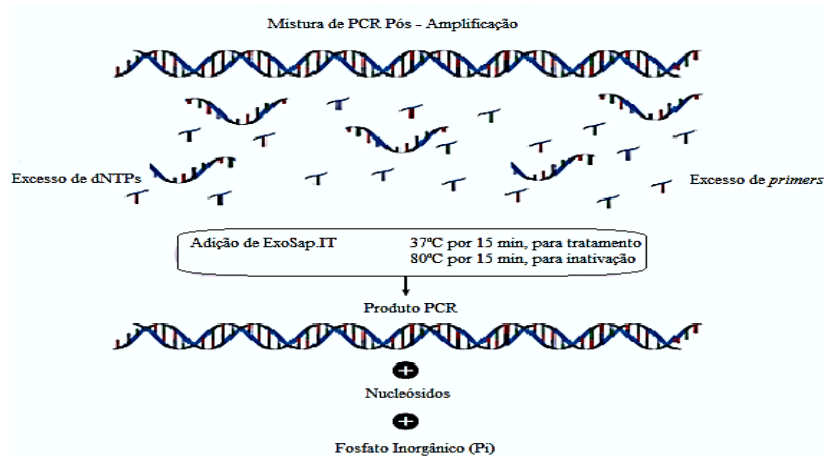 Mistura de PCR Pós - Amplificação
Excesso de dNTPs
Excesso de primers
Adição de ExoSap.IT 37ºC por 15 min, para tratamento
80ºC por 15 min, para inativação
Produto PCR
Nucleósidos
Fosfato Inorgânico (Pi)